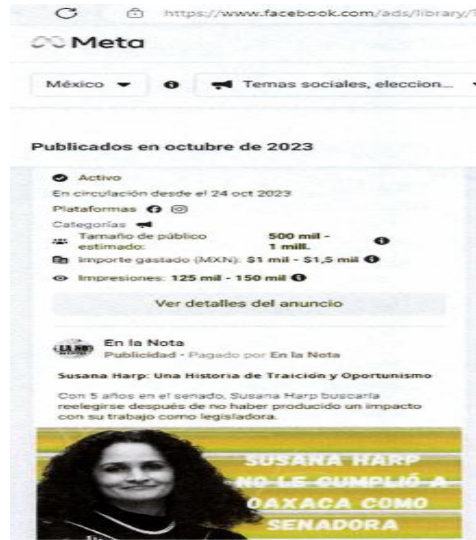 https://www.facebook.com/ads/library/?
Meta
México
Temas sociales, eleccion...
Publicados en octubre de 2023
Activo
En circulación desde el 24 oct 2023
Plataformas
Categorías
Tamaño de público estimado: 500 mil - 1 mill.
Importe gastado (MXN): $1 mil - $1,5 mil
Impresiones: 125 mil - 150 mil
Ver detalles del anuncio
En la Nota
Publicidad • Pagado por En la Nota
Susana Harp: Una Historia de Traición y Oportunismo
Con 5 años en el senado, Susana Harp buscaría
reelegirse después de no haber producido un impacto
con su trabajo como legisladora.
LA NO
SUSANA HARP
NO LE CUMPLIÓ A
OAXACA COMO
SENADORA